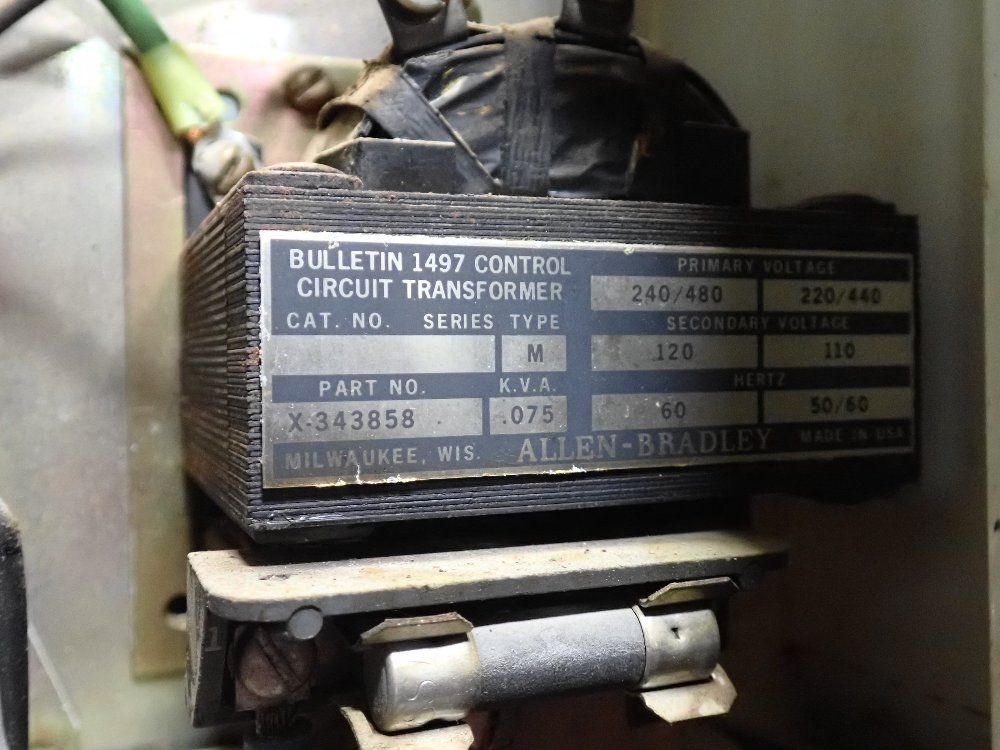 BULLETIN 1497 CONTROL
CIRCUIT TRANSFORMER
CAT. NO. SERIES TYPE
M
PART NO. K.V.A.
X-343858 .075
MILWAUKEE, WIS. ALLEN-BRADLEY MADE IN USA
PRIMARY VOLTAGE
240/480 220/440
SECONDARY VOLTAGE
120 110
HERTZ
60 50/60
1